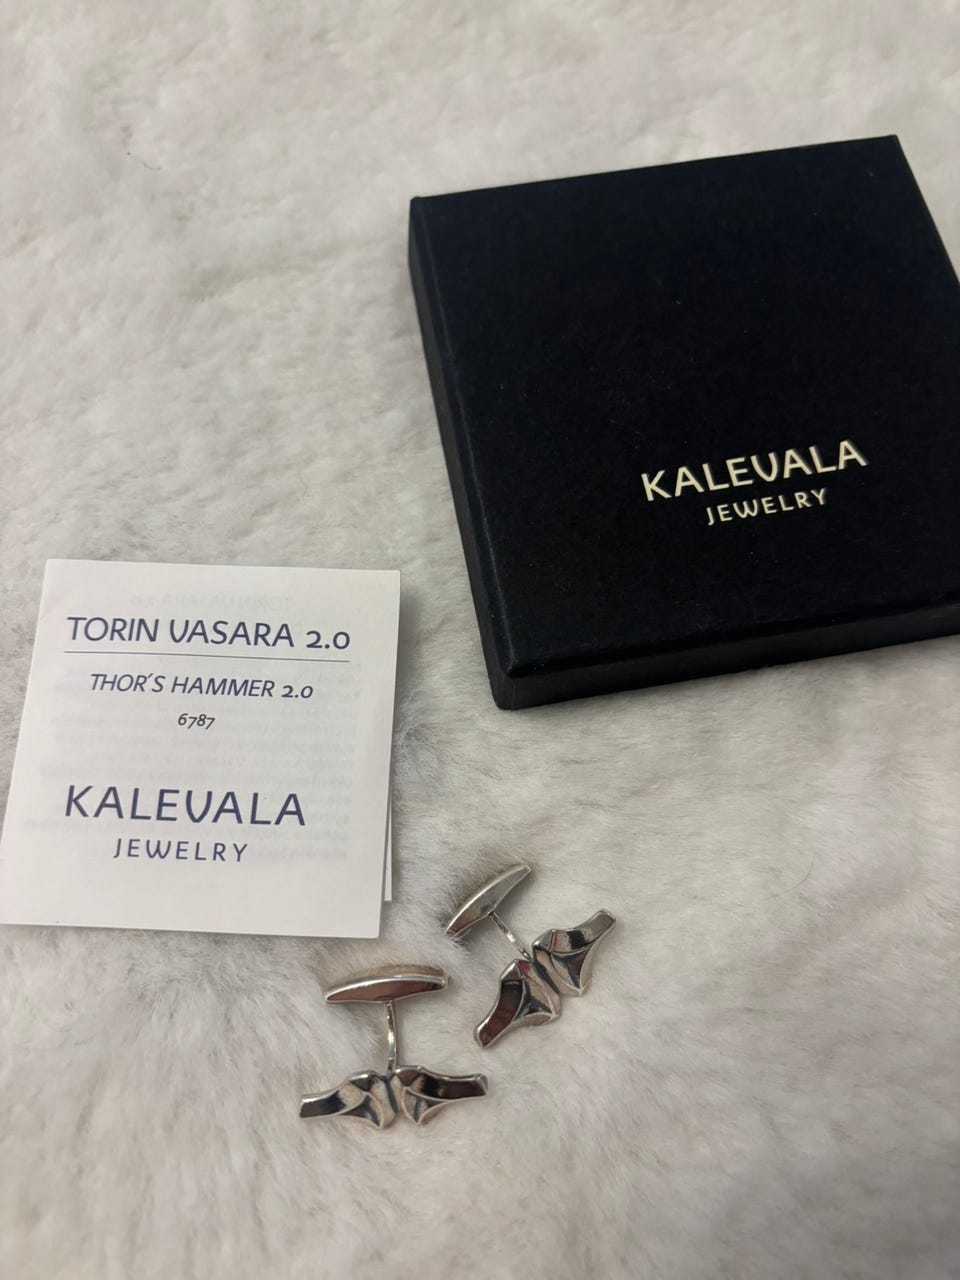 KALEVALA
JEWELRY
TORIN VASARA 2.0
THOR'S HAMMER 2.0
6787
KALEVALA
JEWELRY